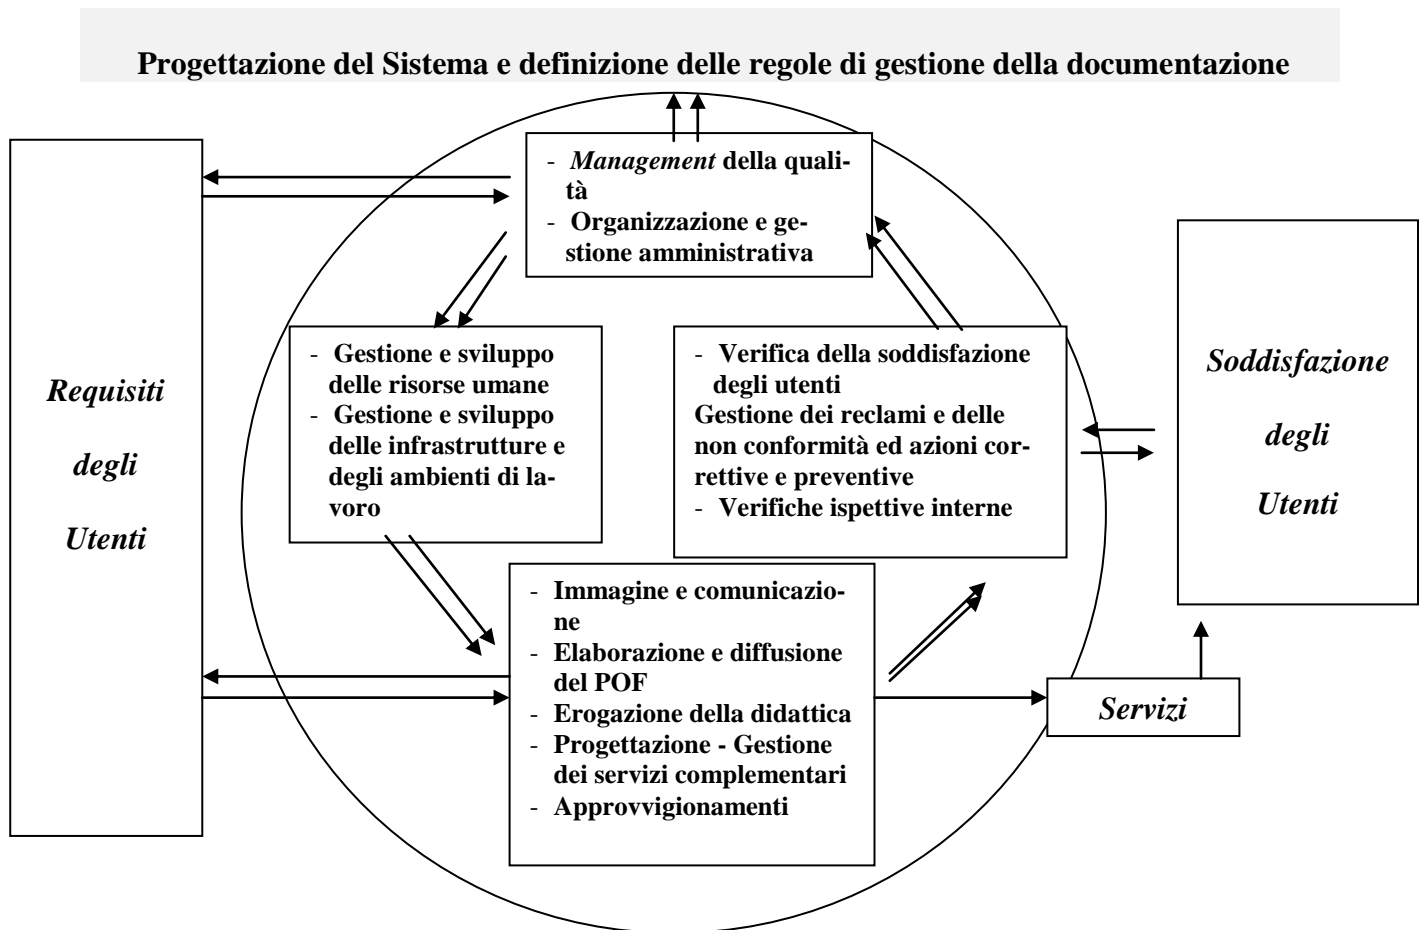 Progettazione del Sistema e definizione delle regole di gestione della documentazione
- Management della quali-
tà
- Organizzazione e ge-
stione amministrativa
Requisiti
degli
Utenti
- Gestione e sviluppo
delle risorse umane
- Gestione e sviluppo
delle infrastrutture e
degli ambienti di la-
voro
- Verifica della soddisfazione
degli utenti
Gestione dei reclami e delle
non conformità ed azioni cor-
rettive e preventive
- Verifiche ispettive interne
Soddisfazione
degli
Utenti
- Immagine e comunicazio-
ne
- Elaborazione e diffusione
del POF
- Erogazione della didattica
- Progettazione - Gestione
dei servizi complementari
- Approvvigionamenti
Servizi